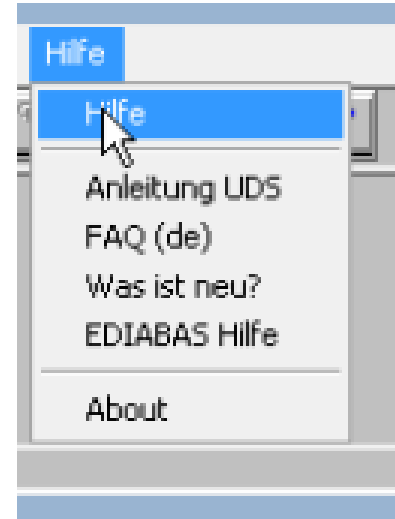 Hilfe
Hilfe
Anleitung UDS
FAQ (de)
Was ist neu?
EDIABAS Hilfe
About